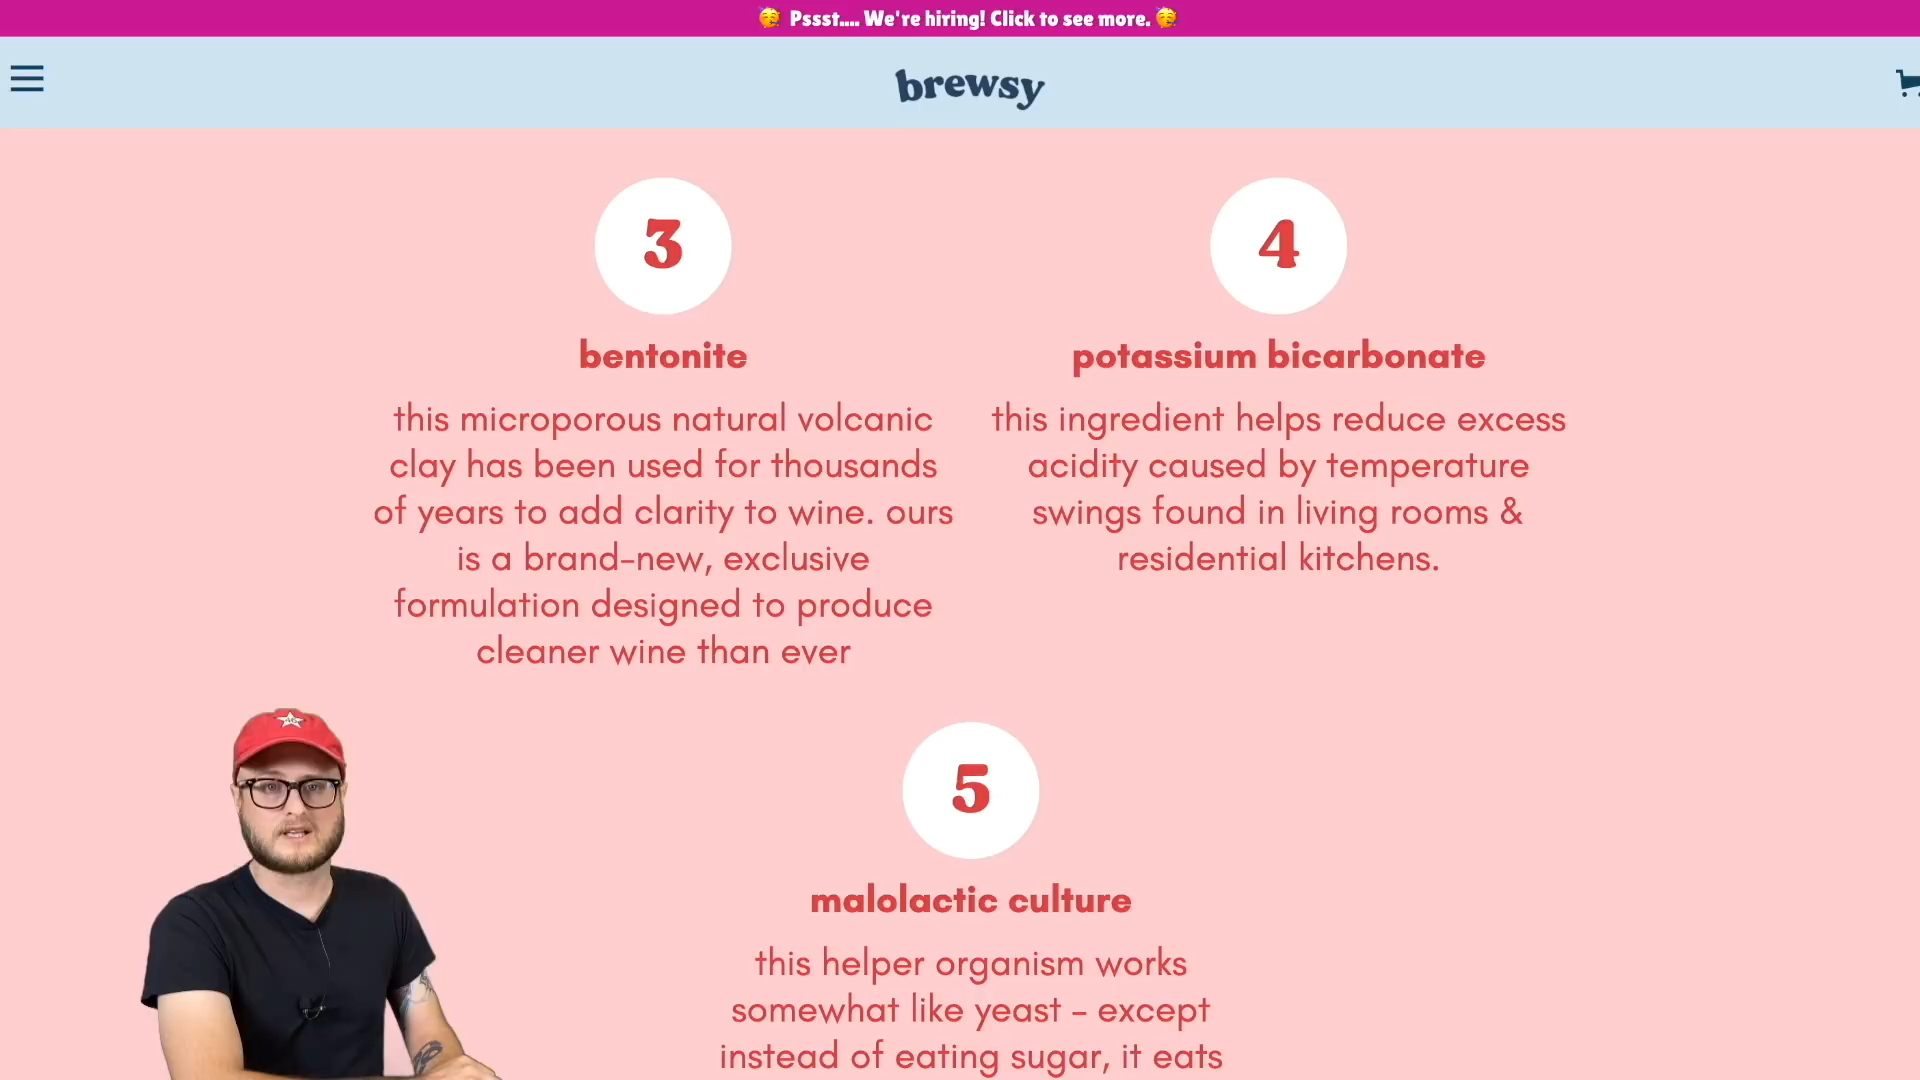 Pssst.... We're hiring! Click to see more.
brewsy
3
bentonite
this microporous natural volcanic
clay has been used for thousands
of years to add clarity to wine. ours
is a brand-new, exclusive
formulation designed to produce
cleaner wine than ever
4
potassium bicarbonate
this ingredient helps reduce excess
acidity caused by temperature
swings found in living rooms &
residential kitchens.
5
malolactic culture
this helper organism works
somewhat like yeast - except
instead of eating sugar, it eats